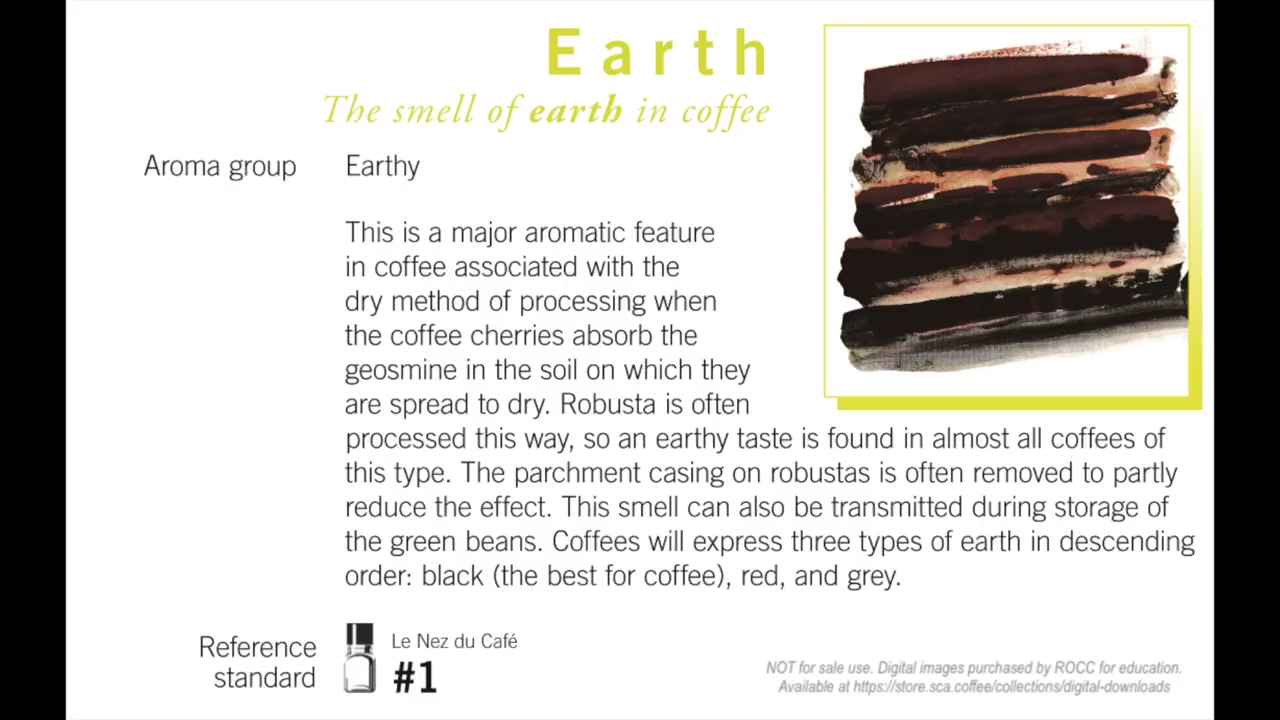 Earth
The smell of earth in coffee
Aroma group Earthy
This is a major aromatic feature
in coffee associated with the
dry method of processing when
the coffee cherries absorb the
geosmine in the soil on which they
are spread to dry. Robusta is often
processed this way, so an earthy taste is found in almost all coffees of
this type. The parchment casing on robustas is often removed to partly
reduce the effect. This smell can also be transmitted during storage of
the green beans. Coffees will express three types of earth in descending
order: black (the best for coffee), red, and grey.
Reference
standard
Le Nez du Café
#1
NOT for sale use. Digital images purchased by ROCC for education.
Available at https://store.sca.coffee/collections/digital-downloads